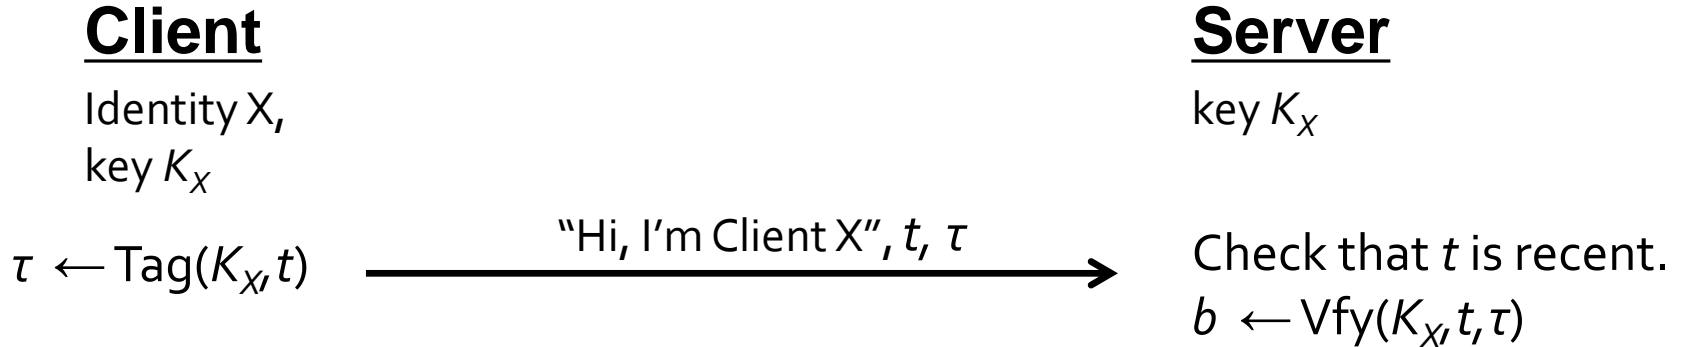 Client
Identity X,
key K_X
τ ← Tag(K_X,t)
“Hi, I’m Client X”, t, τ
Server
key K_X
Check that t is recent.
b ← Vfy(K_X,t,τ)